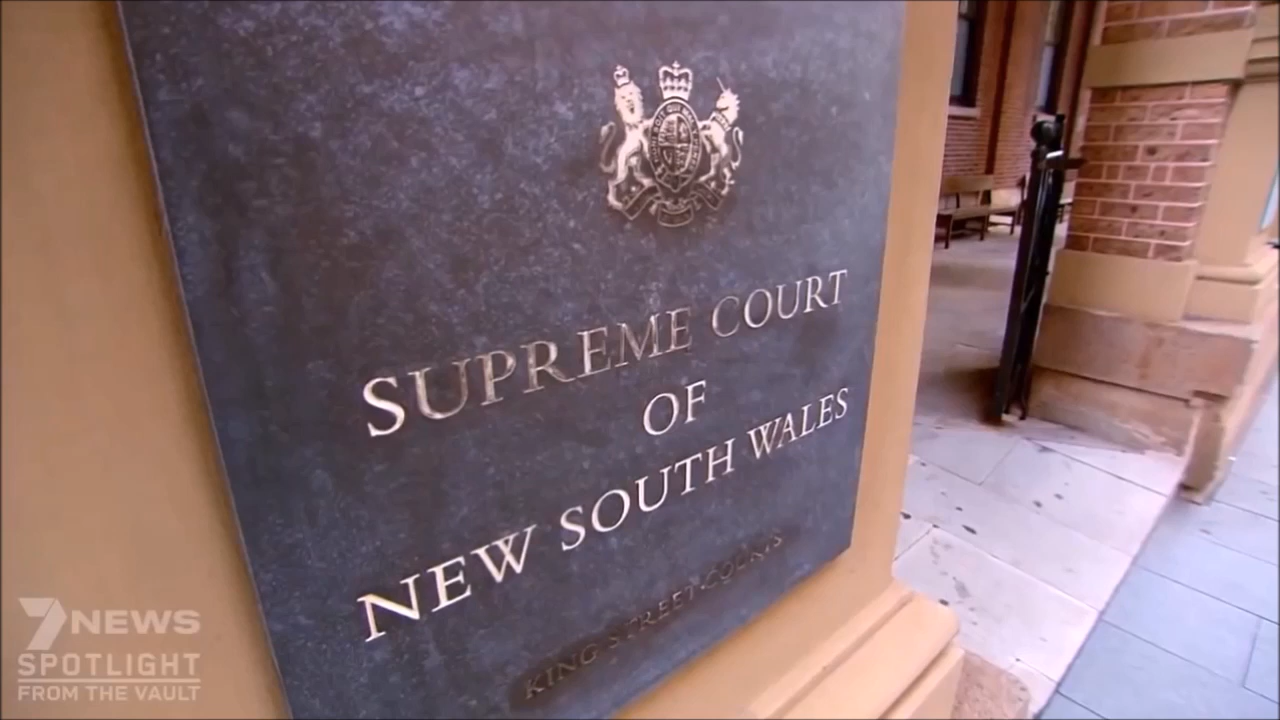 SUPREME COURT
OF
NEW SOUTH WALES
KING STREET COURTS
7NEWS
SPOTLIGHT
FROM THE VAULT